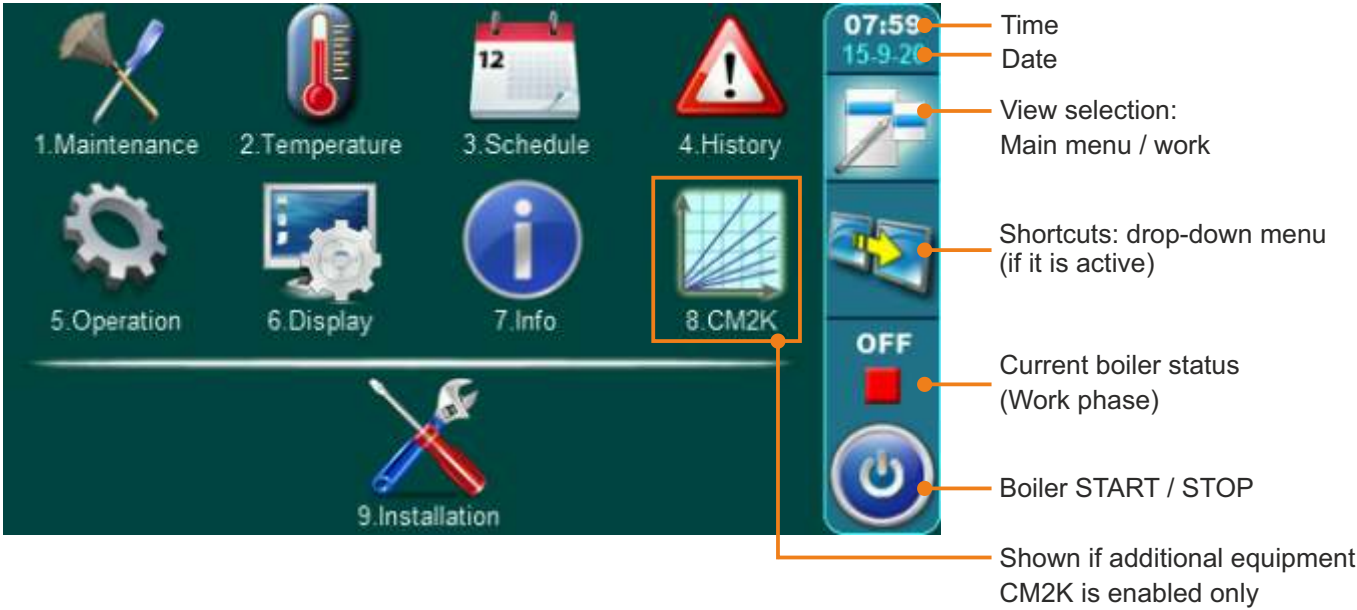 07:59
15-9-20
12
1.Maintenance
2.Temperature
3.Schedule
4.History
5.Operation
6.Display
7.Info
8.CM2K
OFF
9.Installation
Time
Date
View selection:
Main menu / work
Shortcuts: drop-down menu
(if it is active)
Current boiler status
(Work phase)
Boiler START / STOP
Shown if additional equipment
CM2K is enabled only